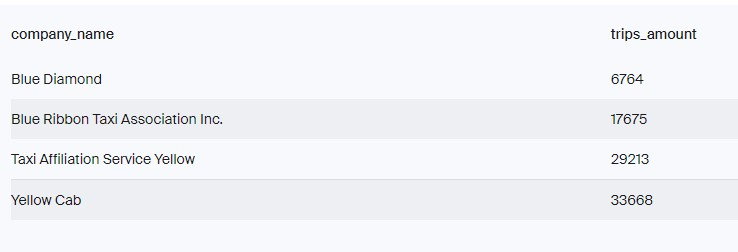 company_name trips_amount
Blue Diamond 6764
Blue Ribbon Taxi Association Inc. 17675
Taxi Affiliation Service Yellow 29213
Yellow Cab 33668